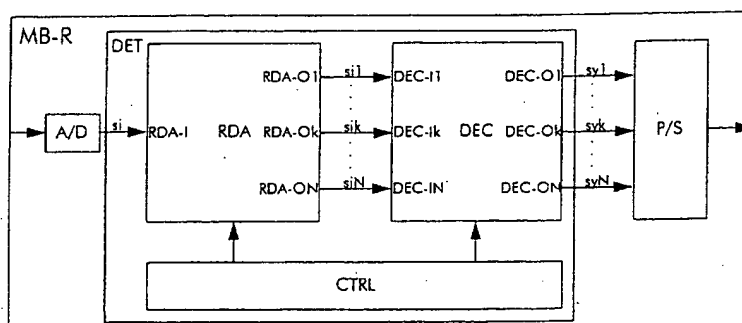 MB-R
DET
RDA-O1 si1 DEC-I1 DEC-O1 sy1
A/D si RDA-I RDA RDA-Ok sik DEC-Ik DEC DEC-Ok syk P/S
RDA-ON siN DEC-IN DEC-ON syN
CTRL